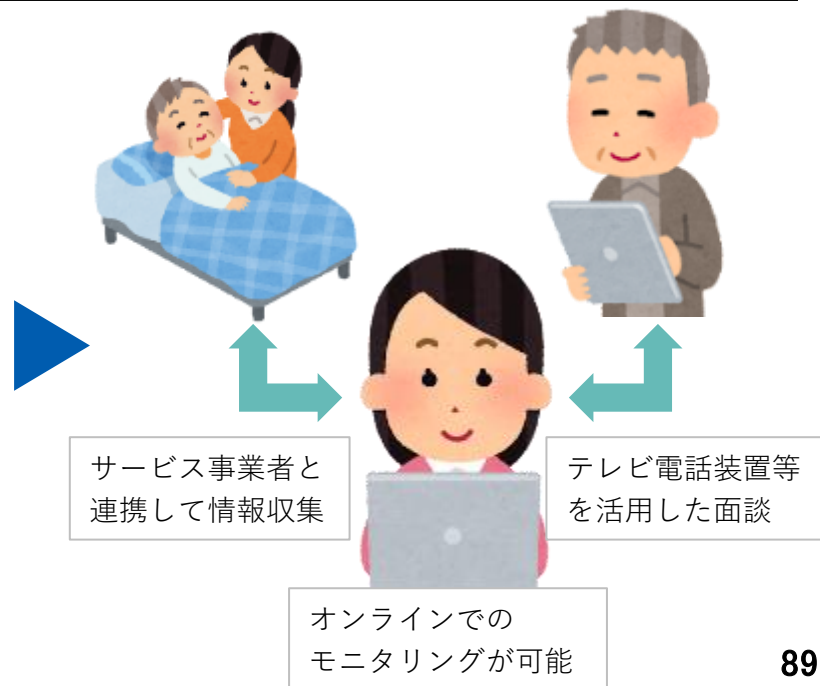 サービス事業者と
連携して情報収集
テレビ電話装置等
を活用した面談
オンラインでの
モニタリングが可能
89